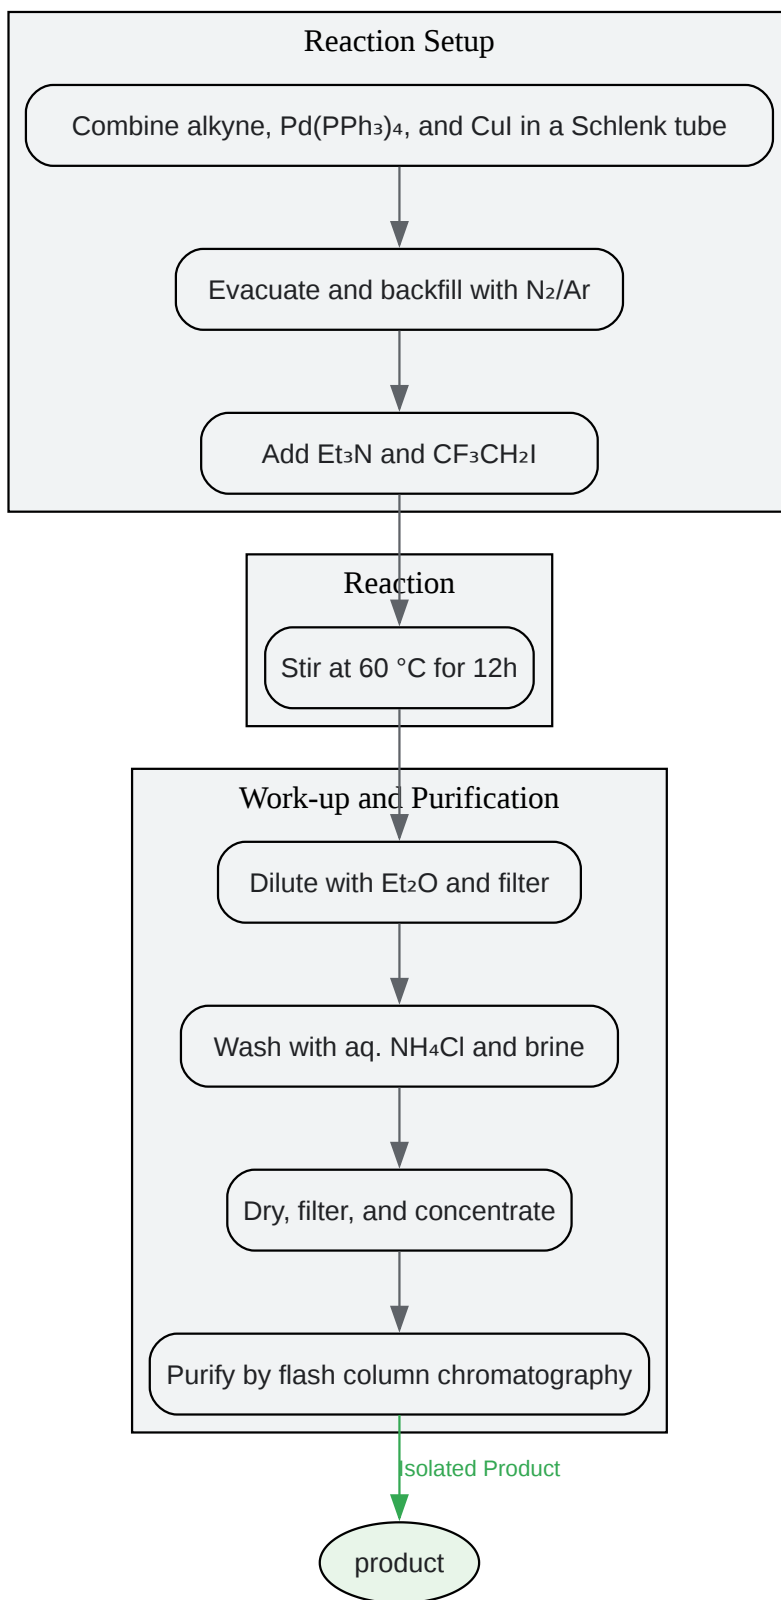 Reaction Setup
Combine alkyne, Pd(PPh₃)₄, and CuI in a Schlenk tube
Evacuate and backfill with N₂/Ar
Add Et₃N and CF₃CH₂I
Reaction
Stir at 60 °C for 12h
Work-up and Purification
Dilute with Et₂O and filter
Wash with aq. NH₄Cl and brine
Dry, filter, and concentrate
Purify by flash column chromatography
Isolated Product
product